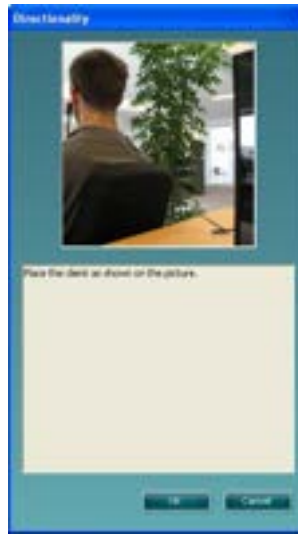 Directionality
Place the client as shown on the picture.
OK
Cancel